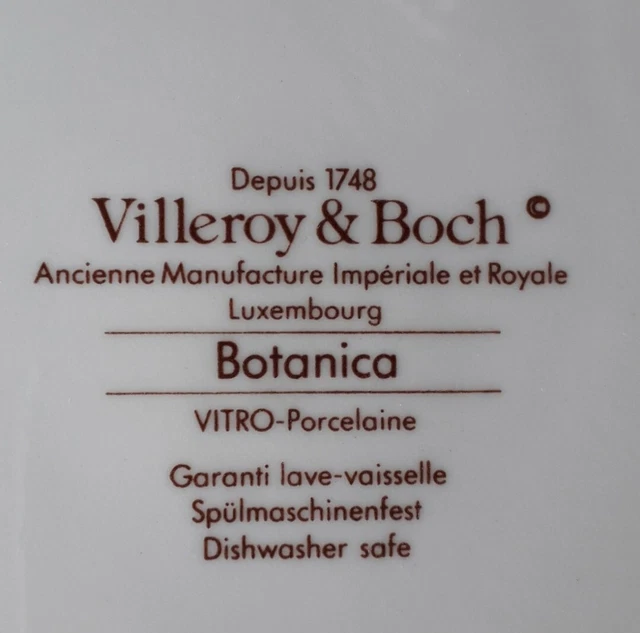 Depuis 1748
Villeroy & Boch ©
Ancienne Manufacture Impériale et Royale
Luxembourg
Botanica
VITRO-Porcelaine
Garanti lave-vaisselle
Spülmaschinenfest
Dishwasher safe